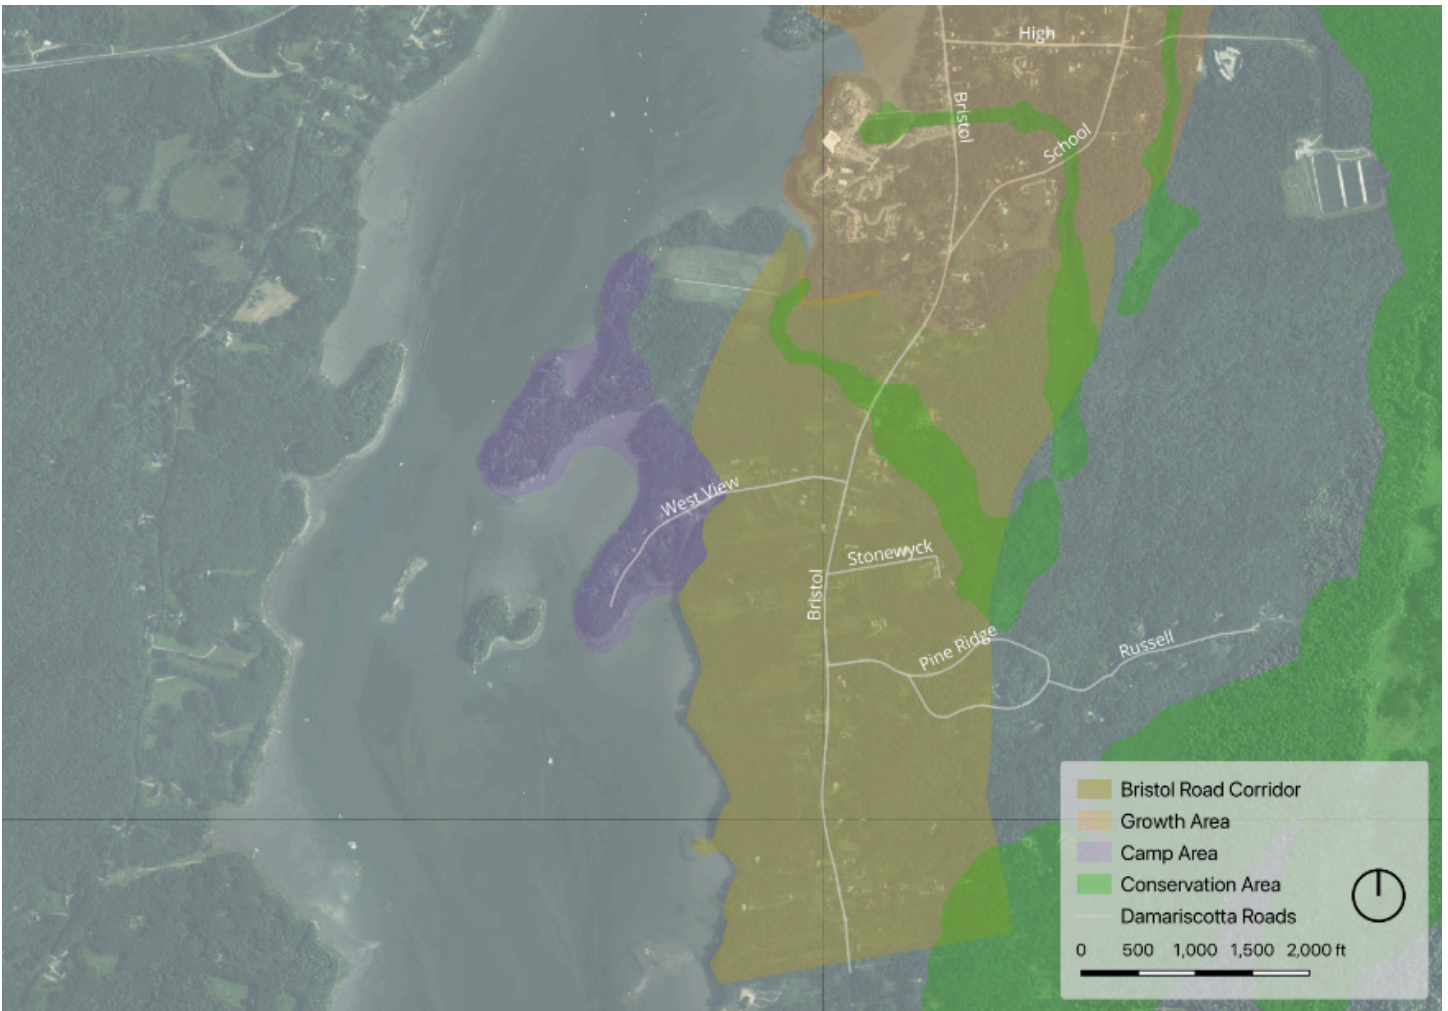 High
Bristol
School
West View
Stonewyck
Bristol
Pine Ridge
Russell
Bristol Road Corridor
Growth Area
Camp Area
Conservation Area
Damariscotta Roads
0 500 1,000 1,500 2,000 ft